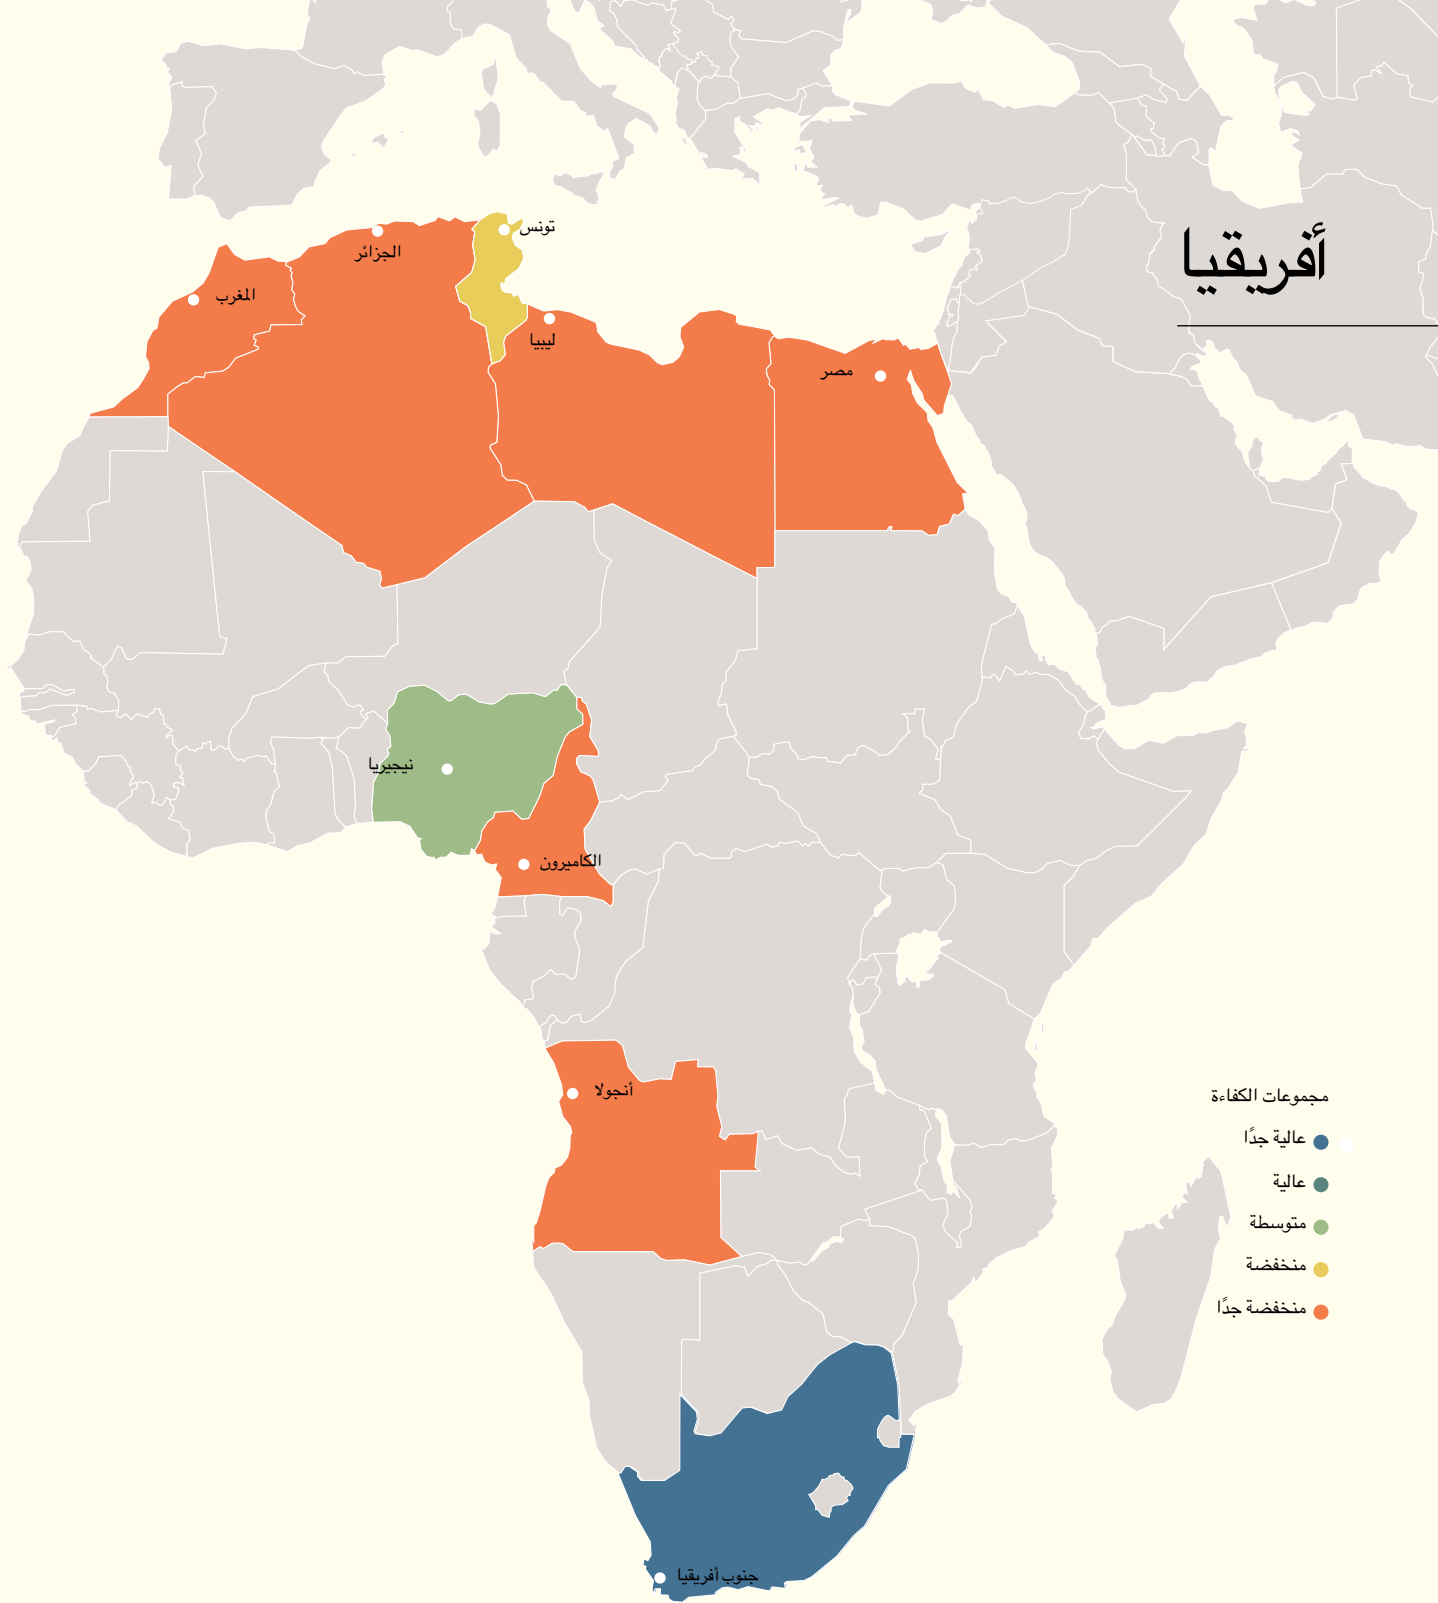 أفريقيا
تونس
الجزائر
المغرب
ليبيا
مصر
نيجيريا
الكاميرون
أنجولا
جنوب أفريقيا
مجموعات الكفاءة
عالية جدًا
عالية
متوسطة
منخفضة
منخفضة جدًا